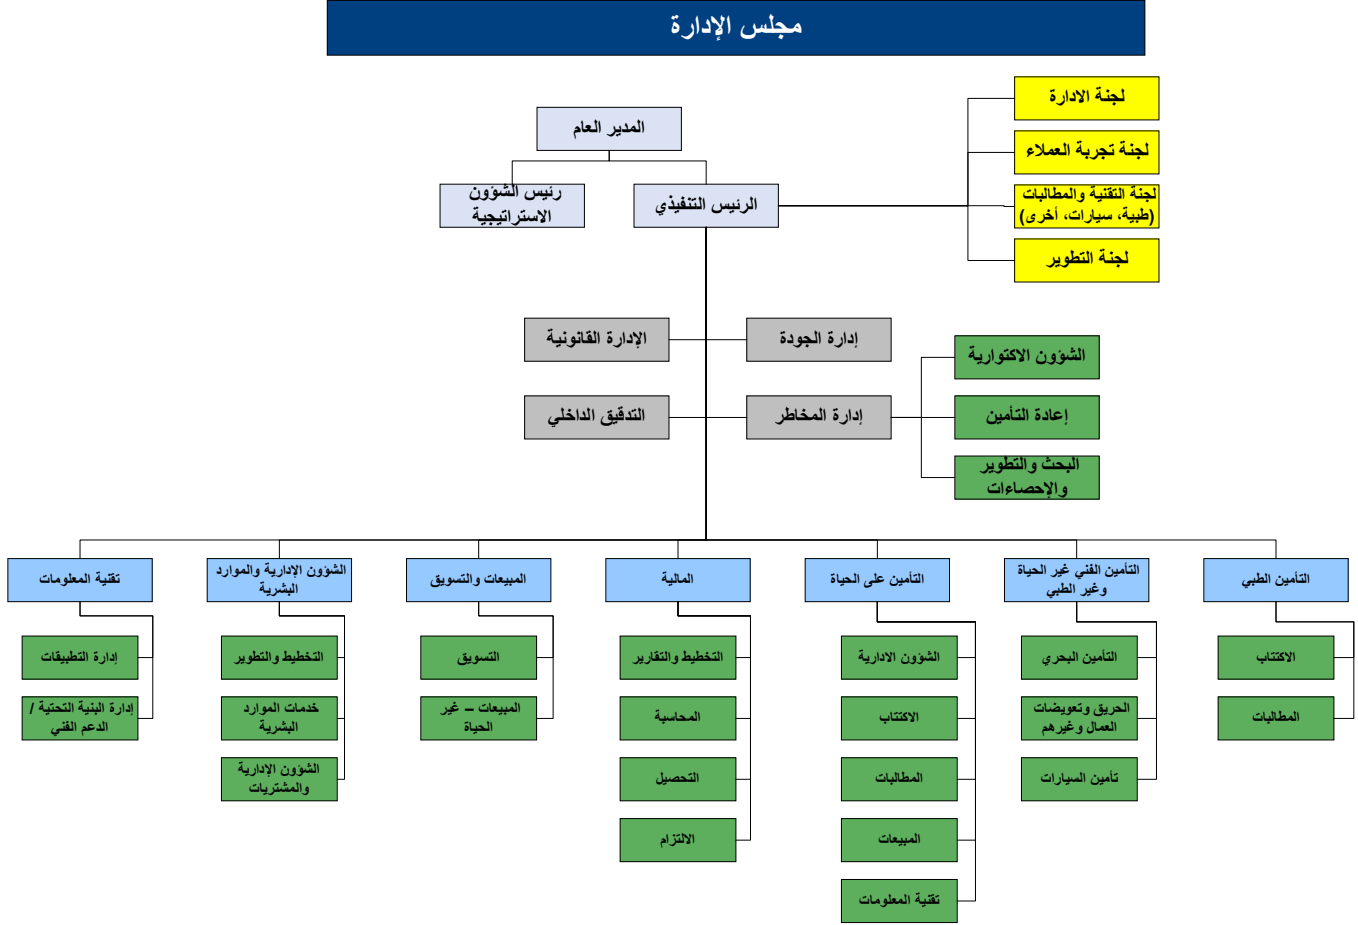 مجلس الإدارة
لجنة الادارة
المدير العام
لجنة تجربة العملاء
لجنة التقنية والمطالبات
(طبية، سيارات، أخرى)
الرئيس التنفيذي
رئيس الشؤون
الاستراتيجية
لجنة التطوير
إدارة الجودة
الإدارة القانونية
الشؤون الاكتوارية
إدارة المخاطر
التدقيق الداخلي
إعادة التأمين
البحث والتطوير
والإحصاءات
التأمين الطبي
الاكتتاب
المطالبات
التأمين الفني غير الحياة
وغير الطبي
التأمين البحري
الحريق وتعويضات
العمال وغيرهم
تأمين السيارات
التأمين على الحياة
الشؤون الادارية
الاكتتاب
المطالبات
المبيعات
تقنية المعلومات
المالية
التخطيط والتقارير
المحاسبة
التحصيل
الالتزام
المبيعات والتسويق
التسويق
المبيعات – غير
الحياة
الشؤون الإدارية والموارد
البشرية
التخطيط والتطوير
خدمات الموارد
البشرية
الشؤون الإدارية
والمشتريات
تقنية المعلومات
إدارة التطبيقات
إدارة البنية التحتية /
الدعم الفني